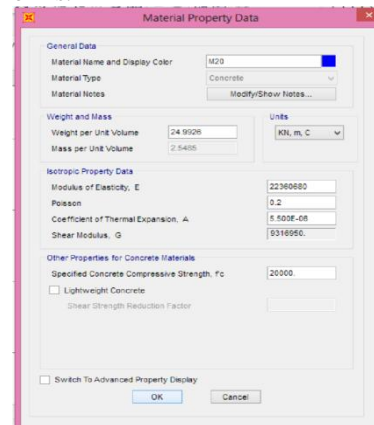 Material Property Data
General Data
Material Name and Display Color M20
Material Type Concrete
Material Notes Modify/Show Notes...
Weight and Mass
Units
Weight per Unit Volume 24.9926
KN, m, C
Mass per Unit Volume 2.5485
Isotropic Property Data
Modulus of Elasticity, E 22360680
Poisson 0.2
Coefficient of Thermal Expansion, A 5.500E-06
Shear Modulus, G 9316950.
Other Properties for Concrete Materials
Specified Concrete Compressive Strength, f'c 20000.
Lightweight Concrete
Shear Strength Reduction Factor
Switch To Advanced Property Display
OK Cancel